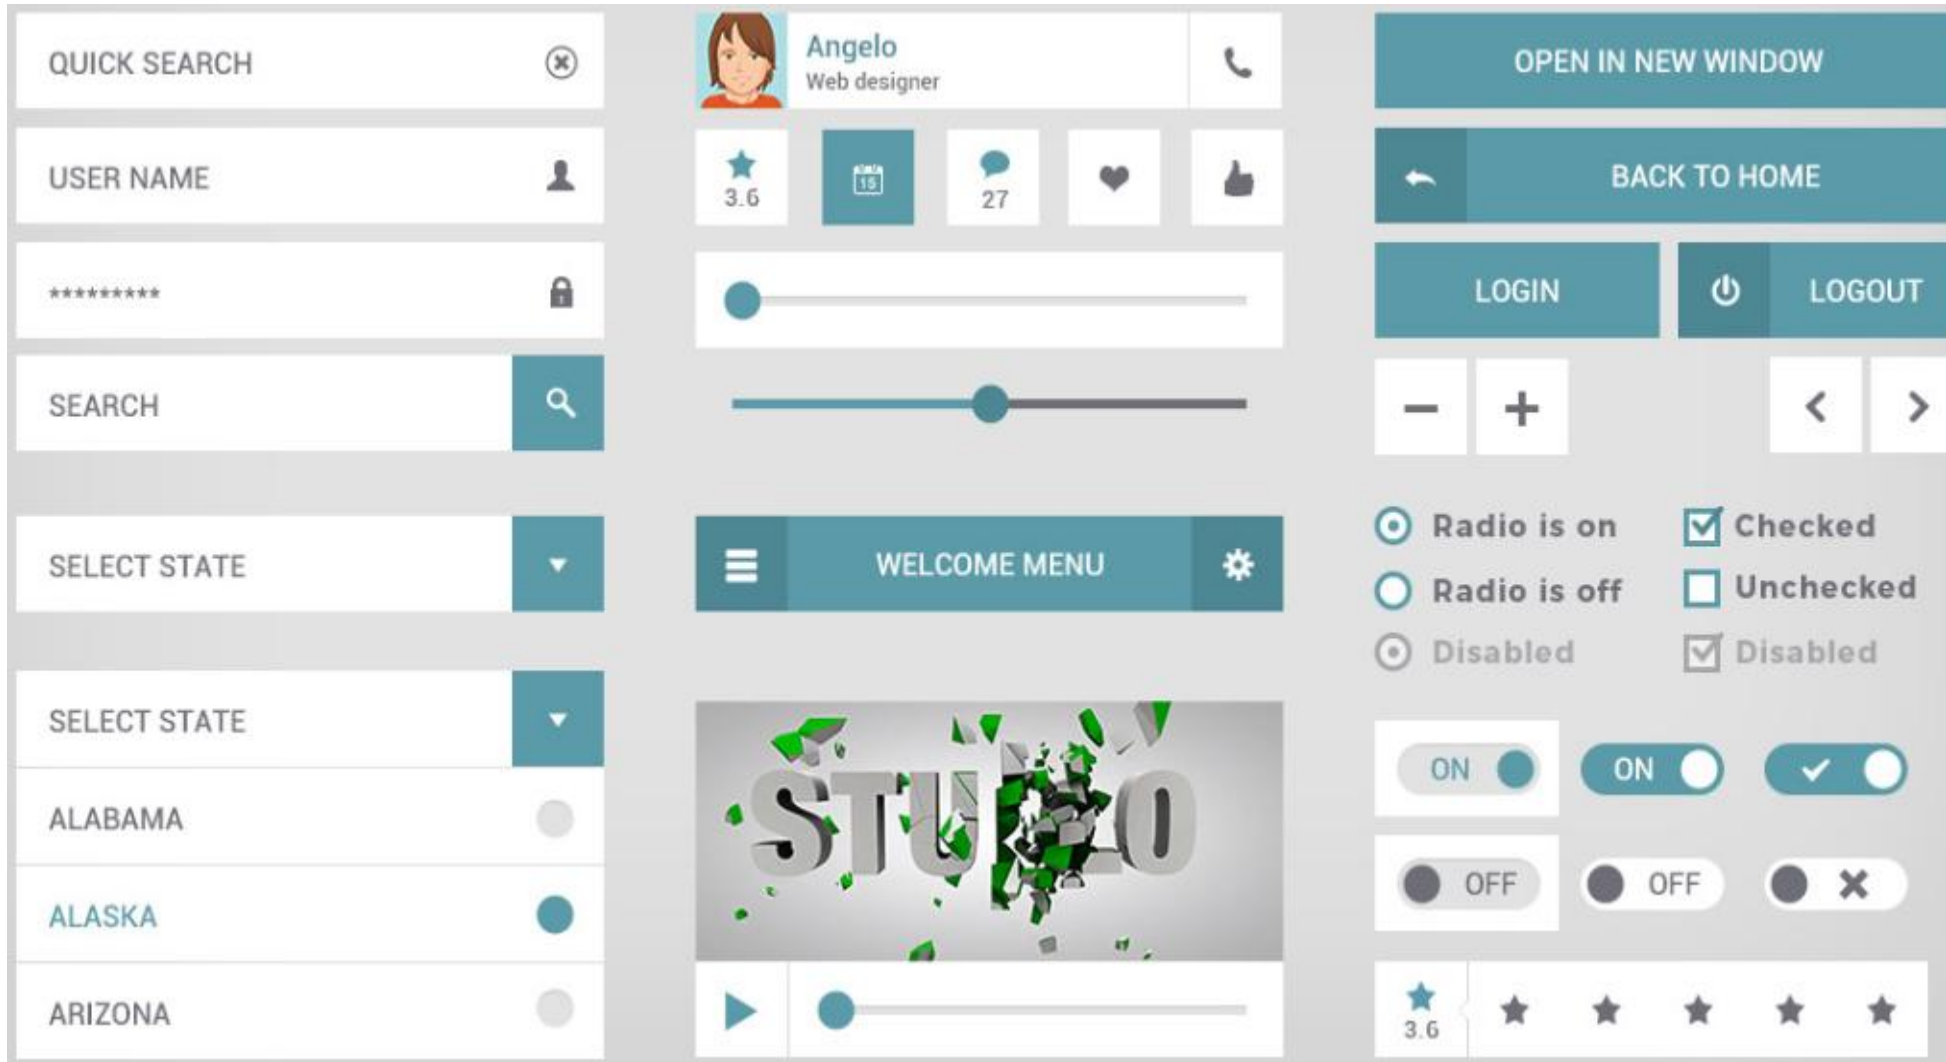 QUICK SEARCH
USER NAME
*********
SEARCH
SELECT STATE
SELECT STATE
ALABAMA
ALASKA
ARIZONA
Angelo
Web designer
3.6
15
27
WELCOME MENU
STUDIO
OPEN IN NEW WINDOW
BACK TO HOME
LOGIN
LOGOUT
Radio is on
Checked
Radio is off
Unchecked
Disabled
Disabled
ON
ON
OFF
OFF
3.6